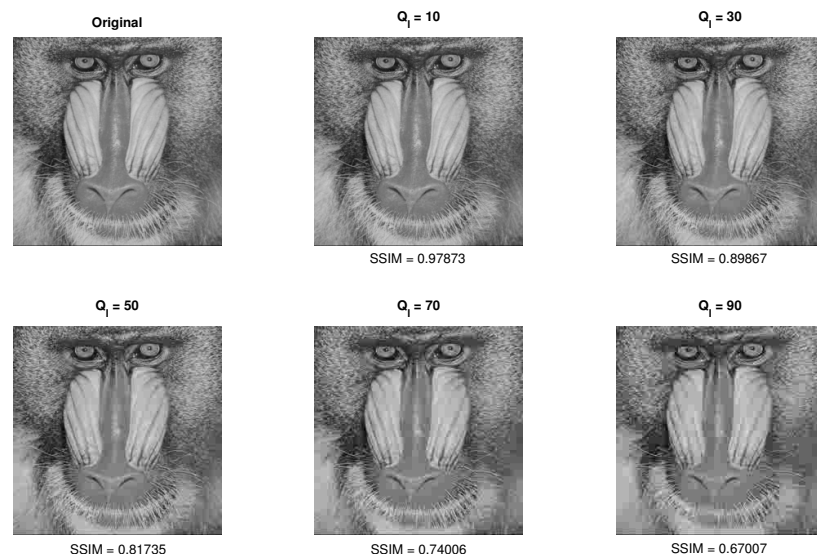 Original
Q_l = 10
Q_l = 30
SSIM = 0.97873
SSIM = 0.89867
Q_l = 50
Q_l = 70
Q_l = 90
SSIM = 0.81735
SSIM = 0.74006
SSIM = 0.67007